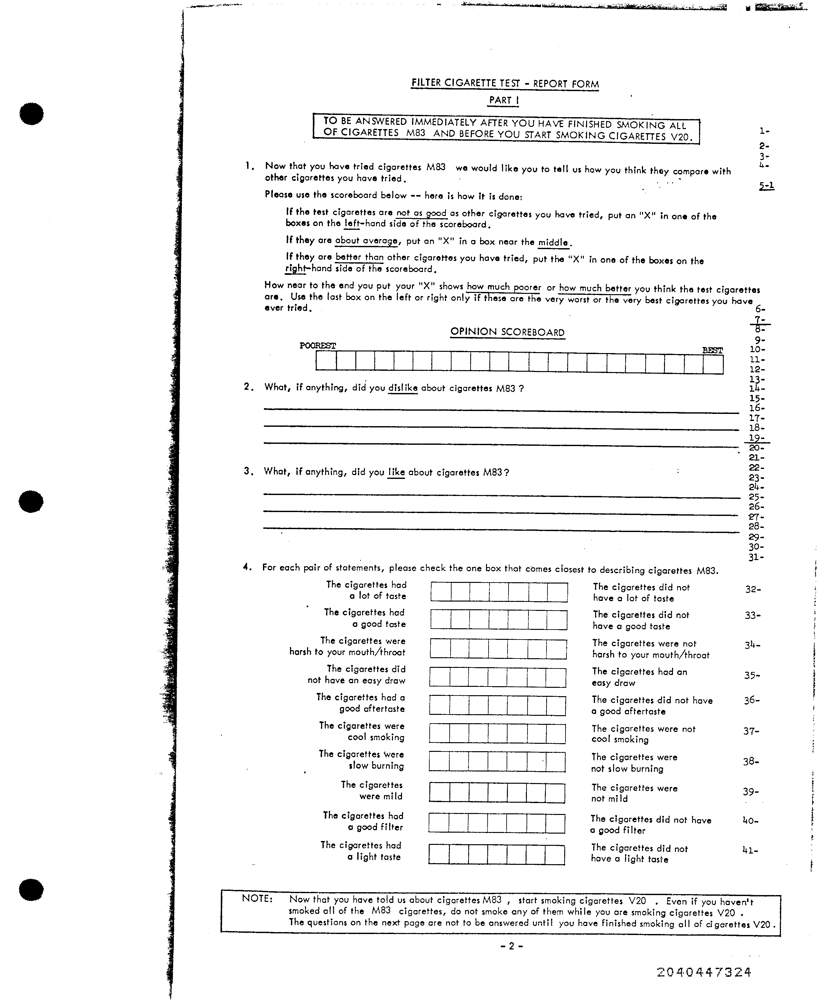 FILTER CIGARETTE TEST - REPORT FORM
PART I
TO BE ANSWERED IMMEDIATELY AFTER YOU HAVE FINISHED SMOKING ALL
OF CIGARETTES M83 AND BEFORE YOU START SMOKING CIGARETTES V20.
1-
2-
3-
4-
5-1
1. Now that you have tried cigarettes M83 we would like you to tell us how you think they compare with
other cigarettes you have tried.
Please use the scoreboard below -- here is how it is done:
If the test cigarettes are not as good as other cigarettes you have tried, put an "X" in one of the
boxes on the left-hand side of the scoreboard.
If they are about average, put an "X" in a box near the middle.
If they are better than other cigarettes you have tried, put the "X" in one of the boxes on the
right-hand side of the scoreboard.
How near to the end you put your "X" shows how much poorer or how much better you think the test cigarettes
are. Use the last box on the left or right only if these are the very worst or the very best cigarettes you have
ever tried.
6-
7-
8-
9-
10-
11-
12-
13-
14-
15-
16-
17-
18-
19-
20-
21-
22-
23-
24-
25-
26-
27-
28-
29-
30-
31-
OPINION SCOREBOARD
POOREST BEST
2. What, if anything, did you dislike about cigarettes M83 ?
3. What, if anything, did you like about cigarettes M83?
4. For each pair of statements, please check the one box that comes closest to describing cigarettes M83.
The cigarettes had
a lot of taste
The cigarettes did not
have a lot of taste
32-
The cigarettes had
a good taste
The cigarettes did not
have a good taste
33-
The cigarettes were
harsh to your mouth/throat
The cigarettes were not
harsh to your mouth/throat
34-
The cigarettes did
not have an easy draw
The cigarettes had an
easy draw
35-
The cigarettes had a
good aftertaste
The cigarettes did not have
a good aftertaste
36-
The cigarettes were
cool smoking
The cigarettes were not
cool smoking
37-
The cigarettes were
slow burning
The cigarettes were
not slow burning
38-
The cigarettes
were mild
The cigarettes were
not mild
39-
The cigarettes had
a good filter
The cigarettes did not have
a good filter
40-
The cigarettes had
a light taste
The cigarettes did not
have a light taste
41-
NOTE: Now that you have told us about cigarettes M83 , start smoking cigarettes V20 . Even if you haven't
smoked all of the M83 cigarettes, do not smoke any of them while you are smoking cigarettes V20 .
The questions on the next page are not to be answered until you have finished smoking all of cigarettes V20 .
- 2 -
2040447324